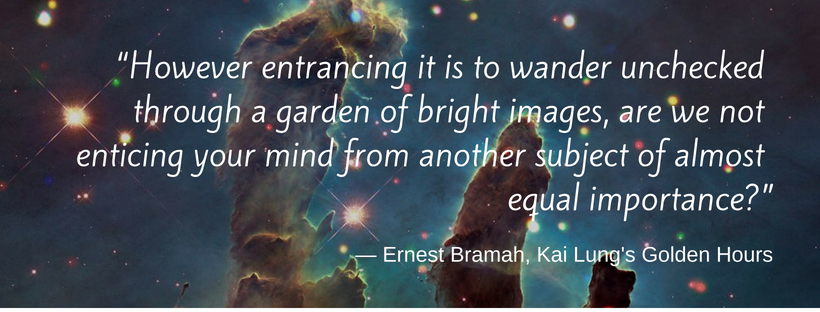 “However entrancing it is to wander unchecked
through a garden of bright images, are we not
enticing your mind from another subject of almost
equal importance?”
— Ernest Bramah, Kai Lung's Golden Hours